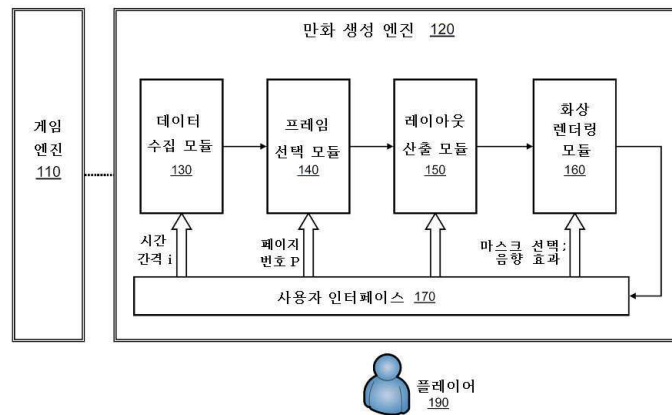 만화 생성 엔진 120
게임
엔진
110
데이터
수집 모듈
130
프레임
선택 모듈
140
레이아웃
산출 모듈
150
화상
렌더링
모듈
160
시간
간격 i
페이지
번호 P
마스크 선택;
음향 효과
사용자 인터페이스 170
플레이어
190